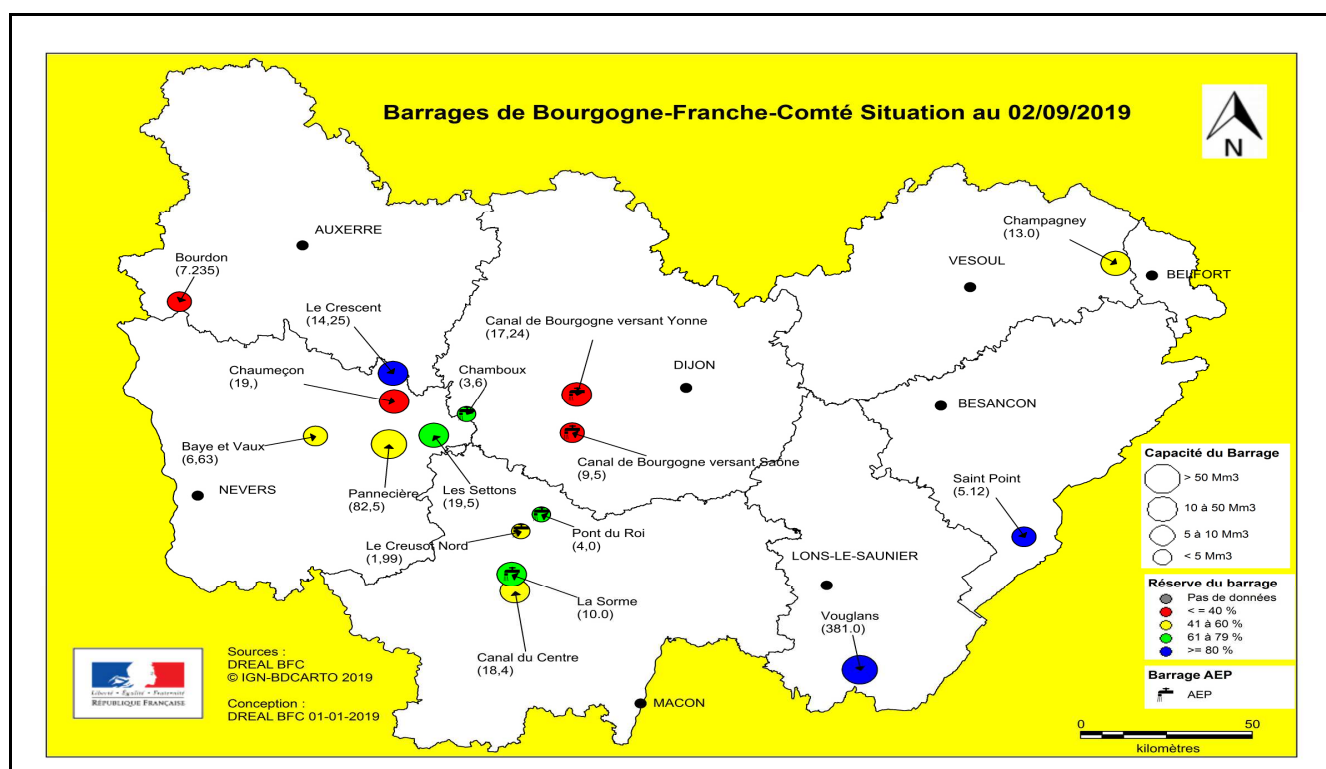 Barrages de Bourgogne-Franche-Comté Situation au 02/09/2019
N
AUXERRE
Bourdon
(7.235)
Le Crescent
(14,25)
Chaumeçon
(19,)
Baye et Vaux
(6,63)
NEVERS
Pannecière
(82,5)
Les Settons
(19,5)
Chamboux
(3,6)
Canal de Bourgogne versant Yonne
(17,24)
DIJON
Canal de Bourgogne versant Saône
(9,5)
Pont du Roi
(4,0)
Le Creusot Nord
(1,99)
La Sorme
(10.0)
Canal du Centre
(18,4)
MACON
Champagney
(13.0)
VESOUL
BELFORT
BESANCON
Saint Point
(5.12)
LONS-LE-SAUNIER
Vouglans
(381.0)
Capacité du Barrage
> 50 Mm3
10 à 50 Mm3
5 à 10 Mm3
< 5 Mm3
Réserve du barrage
Pas de données
< = 40 %
41 à 60 %
61 à 79 %
>= 80 %
Barrage AEP
AEP
0 50
kilomètres
Liberté • Égalité • Fraternité
RÉPUBLIQUE FRANÇAISE
Sources :
DREAL BFC
© IGN-BDCARTO 2019
Conception :
DREAL BFC 01-01-2019